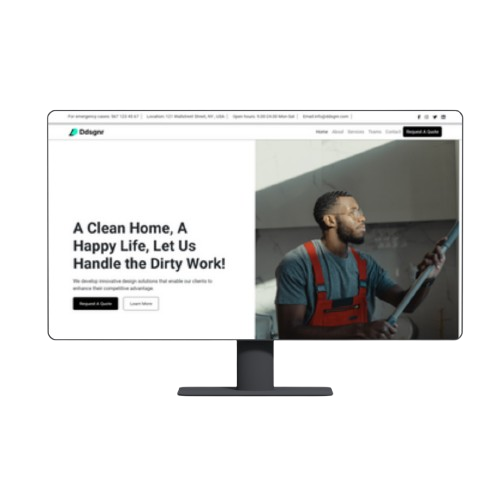 For emergency cases: 567 123 45 67 | Location: 121 Wallstreet Street, NY, USA | Open hours: 9.00-24.00 Mon-Sat | Email:info@ddsgnr.com |
Ddsgnr
Home About Services Teams Contact Request A Quote
A Clean Home, A
Happy Life, Let Us
Handle the Dirty Work!
We develop innovative design solutions that enable our clients to
enhance their competitive advantage.
Request A Quote Learn More